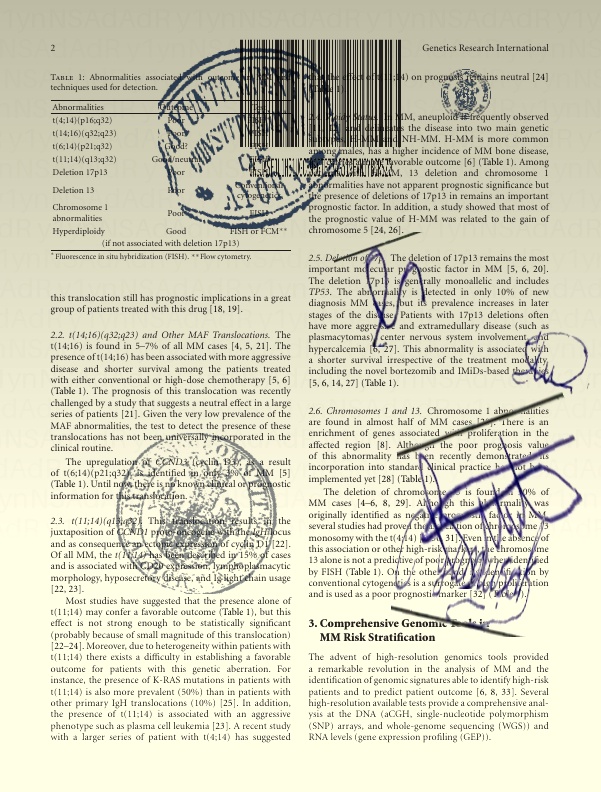 2
Genetics Research International
TABLE 1: Abnormalities associated with outcome
techniques used for detection.
Abnormalities Outcome
t(4;14)(p16;q32) Poor
t(14;16)(q32;q23) Poor
t(6;14)(p21;q32) Good?
t(11;14)(q13;q32) Good/neutral
Deletion 17p13
Deletion 13 Poor Conventional
cytogenetics
Chromosome 1
abnormalities Poor FISH
Hyperdiploidy Good FISH or FCM**
(if not associated with deletion 17p13)
*Fluorescence in situ hybridization (FISH). **Flow cytometry.
this translocation still has prognostic implications in a great
group of patients treated with this drug [18, 19].
2.2. t(14;16)(q32;q23) and Other MAF Translocations. The
t(14;16) is found in 5–7% of all MM cases [4, 5, 21]. The
presence of t(14;16) has been associated with more aggressive
disease and shorter survival among the patients treated
with either conventional or high-dose chemotherapy [5, 6]
(Table 1). The prognosis of this translocation was recently
challenged by a study that suggests a neutral effect in a large
series of patients [21]. Given the very low prevalence of the
MAF abnormalities, the test to detect the presence of these
translocations has not been universally incorporated in the
clinical routine.
The upregulation of CCND3 (cyclin D3), as a result
of t(6;14)(p21;q32), is identified in only 3% of MM [5]
(Table 1). Until now there is no known clinical or prognostic
information for this translocation.
2.3. t(11;14)(q13;q32). This translocation results in the
juxtaposition of CCND1 proto-oncogene with the IgH locus
and as consequence an ectopic expression of cyclin D1 [22].
Of all MM, the t(11;14) has been described in 15% of cases
and is associated with CD20 expression, lymphoplasmacytic
morphology, hyposecretory disease, and Ig light chain usage
[22, 23].
Most studies have suggested that the presence alone of
t(11;14) may confer a favorable outcome (Table 1), but this
effect is not strong enough to be statistically significant
(probably because of small magnitude of this translocation)
[22–24]. Moreover, due to heterogeneity within patients with
t(11;14) there exists a difficulty in establishing a favorable
outcome for patients with this genetic aberration. For
instance, the presence of K-RAS mutations in patients with
t(11;14) is also more prevalent (50%) than in patients with
other primary IgH translocations (10%) [25]. In addition,
the presence of t(11;14) is associated with an aggressive
phenotype such as plasma cell leukemia [23]. A recent study
with a larger series of patient with t(4;14) has suggested
that the effect of t(11;14) on prognosis remains neutral [24]
(Table 1).
Status. In MM, aneuploidy is frequently observed
the disease into two main genetic
NH-MM. H-MM is more common
among males, has a higher incidence of MM bone disease,
favorable outcome [6] (Table 1). Among
MM, 13 deletion and chromosome 1
abnormalities have not apparent prognostic significance but
the presence of deletions of 17p13 in remains an important
prognostic factor. In addition, a study showed that most of
the prognostic value of H-MM was related to the gain of
chromosome 5 [24, 26].
2.5. Deletion of The deletion of 17p13 remains the most
important molecular prognostic factor in MM [5, 6, 20].
The deletion 17p is generally monoallelic and includes
TP53. The abnormality is detected in only 10% of new
diagnosis MM cases, but its prevalence increases in later
stages of the disease. Patients with 17p13 deletions often
have more aggressive and extramedullary disease (such as
plasmacytomas), center nervous system involvement, and
hypercalcemia [6, 27]. This abnormality is associated with
a shorter survival irrespective of the treatment modality,
including the novel bortezomib and IMiDs-based therapies
[5, 6, 14, 27] (Table 1).
2.6. Chromosomes 1 and 13. Chromosome 1 abnormalities
are found in almost half of MM cases There is an
enrichment of genes associated with proliferation in the
affected region [8]. Although the poor prognosis value
of this abnormality has been recently demonstrated, its
incorporation into standard clinical practice has not been
implemented yet [28] (Table 1).
The deletion of chromosome is found in 50% of
MM cases [4–6, 8, 29]. Although this abnormality was
originally identified as prognosis factor in MM,
several studies had proven the association of chromosome 13
monosomy with the t(4;14) 31]. Even in the absence of
this association or other high-risk markers, chromosome
13 alone is not a predictive of poor when identified
by FISH (Table 1). On the other identification by
conventional cytogenetics is a surrogate of proliferation
and is used as a poor prognostic marker [32] (Table 1).
3. Comprehensive Genomic Tools in
MM Risk Stratification
The advent of high-resolution genomics tools provided
a remarkable revolution in the analysis of MM and the
identification of genomic signatures able to identify high-risk
patients and to predict patient outcome [6, 8, 33]. Several
high-resolution available tests provide a comprehensive anal-
ysis at the DNA (aCGH, single-nucleotide polymorphism
(SNP) arrays, and whole-genome sequencing (WGS)) and
RNA levels (gene expression profiling (GEP)).